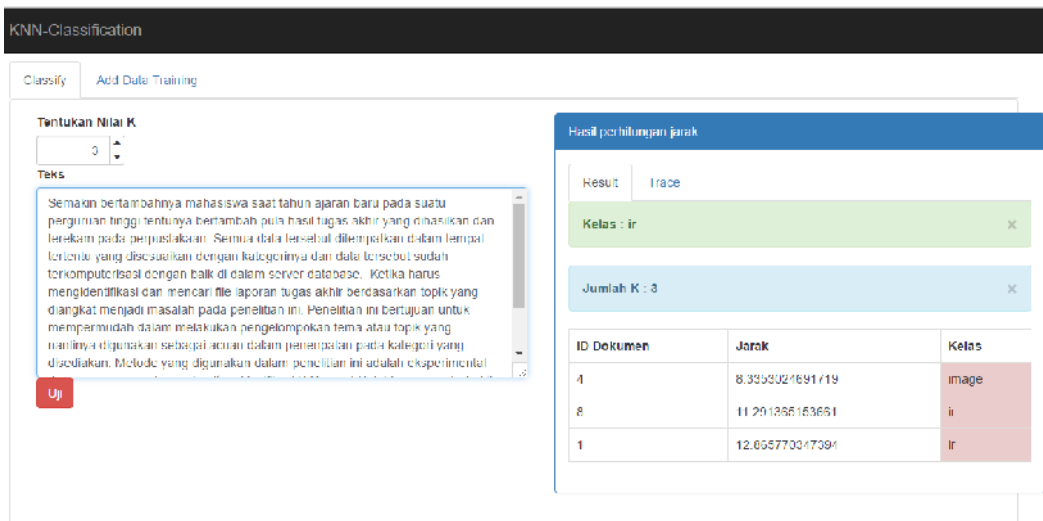 KNN-Classification
Classify Add Data Training
Tentukan Nilai K
3
Teks
Semakin bertambahnya mahasiswa saat tahun ajaran baru pada suatu
perguruan tinggi tentunya bertambah pula hasil tugas akhir yang dihasilkan dan
terekam pada perpustakaan. Semua data tersebut ditempatkan dalam tempat
tertentu yang disesuaikan dengan kategorinya dan data tersebut sudah
terkomputerisasi dengan baik di dalam server database. Ketika harus
mengidentifikasi dan mencari file laporan tugas akhir berdasarkan topik yang
diangkat menjadi masalah pada penelitian ini. Penelitian ini bertujuan untuk
mempermudah dalam melakukan pengelompokan tema atau topik yang
nantinya digunakan sebagai acuan dalam penempatan pada kategori yang
disediakan. Metode yang digunakan dalam penelitian ini adalah eksperimental
Uji
Hasil perhitungan jarak
Result Trace
Kelas : ir ×
Jumlah K : 3 ×
ID Dokumen Jarak Kelas
4 8.3353024691719 image
8 11.291365153661 ir
1 12.865770347394 ir